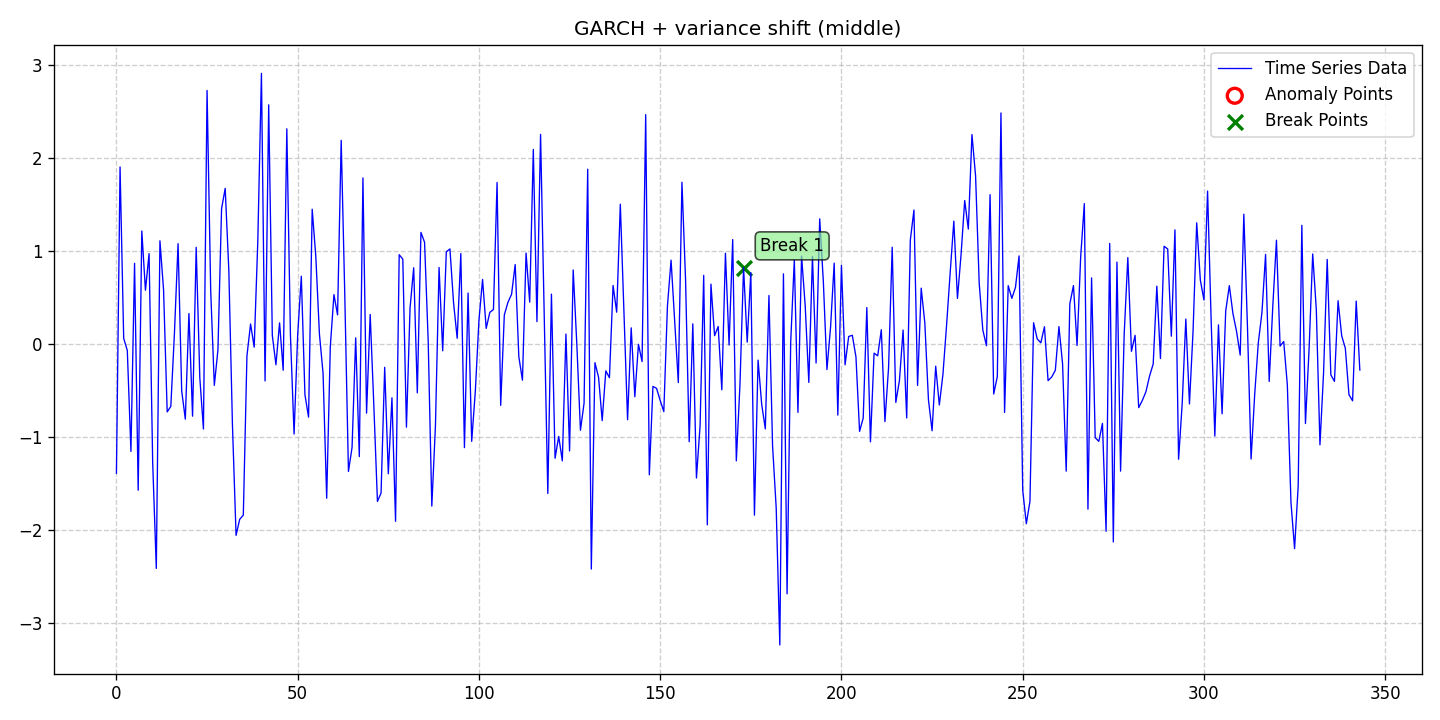 GARCH + variance shift (middle)
Time Series Data
Anomaly Points
Break Points
Break 1
3
2
1
0
−1
−2
−3
0 50 100 150 200 250 300 350